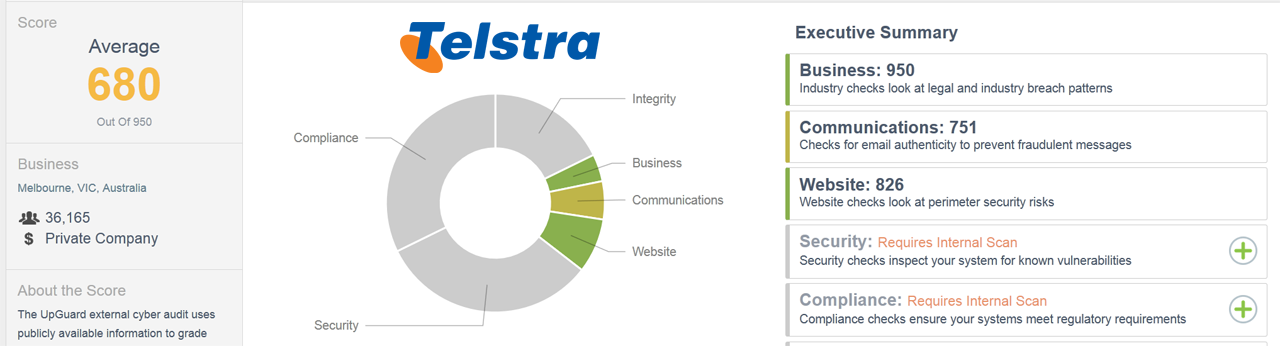 Score
Average
680
Out Of 950
Business
Melbourne, VIC, Australia
36,165
$ Private Company
About the Score
The UpGuard external cyber audit uses
publicly available information to grade
Telstra
Integrity
Compliance
Business
Communications
Website
Security
Executive Summary
Business: 950
Industry checks look at legal and industry breach patterns
Communications: 751
Checks for email authenticity to prevent fraudulent messages
Website: 826
Website checks look at perimeter security risks
Security: Requires Internal Scan
Security checks inspect your system for known vulnerabilities
Compliance: Requires Internal Scan
Compliance checks ensure your systems meet regulatory requirements